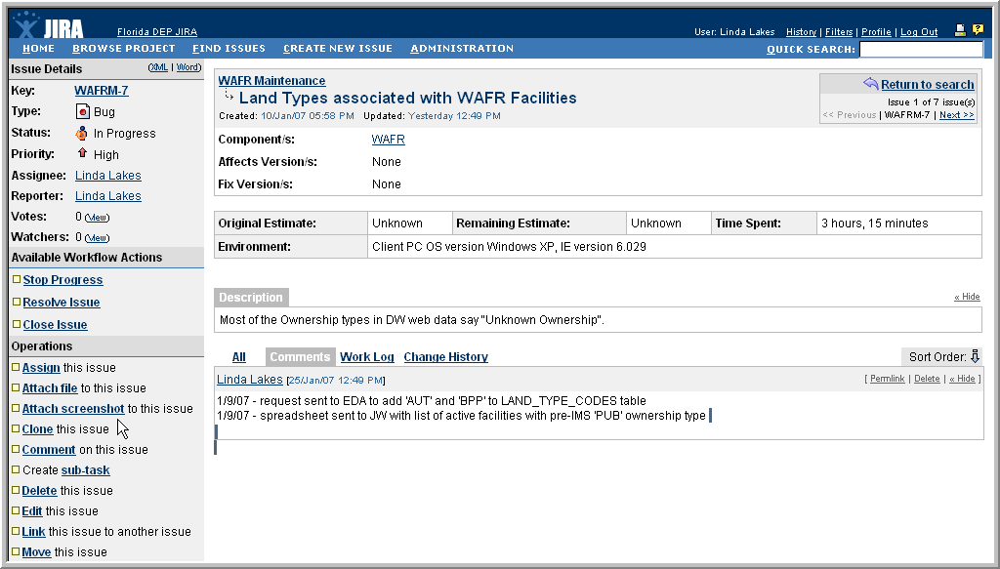 JIRA
Florida DEP JIRA
User: Linda Lakes History | Filters | Profile | Log Out
HOME BROWSE PROJECT FIND ISSUES CREATE NEW ISSUE ADMINISTRATION
QUICK SEARCH:
Issue Details (XML | Word)
Key: WAFRM-7
Type: Bug
Status: In Progress
Priority: High
Assignee: Linda Lakes
Reporter: Linda Lakes
Votes: 0 (View)
Watchers: 0 (View)
Available Workflow Actions
Stop Progress
Resolve Issue
Close Issue
Operations
Assign this issue
Attach file to this issue
Attach screenshot to this issue
Clone this issue
Comment on this issue
Create sub-task
Delete this issue
Edit this issue
Link this issue to another issue
Move this issue
WAFR Maintenance
Land Types associated with WAFR Facilities
Created: 10/Jan/07 05:58 PM Updated: Yesterday 12:49 PM
Return to search
Issue 1 of 7 issue(s)
<< Previous | WAFRM-7 | Next >>
Component/s: WAFR
Affects Version/s: None
Fix Version/s: None
Original Estimate: Unknown Remaining Estimate: Unknown Time Spent: 3 hours, 15 minutes
Environment: Client PC OS version Windows XP, IE version 6.029
Description « Hide
Most of the Ownership types in DW web data say "Unknown Ownership".
All Comments Work Log Change History Sort Order:
Linda Lakes [25/Jan/07 12:49 PM] [ Permlink | Delete | « Hide ]
1/9/07 - request sent to EDA to add 'AUT' and 'BPP' to LAND_TYPE_CODES table
1/9/07 - spreadsheet sent to JW with list of active facilities with pre-IMS 'PUB' ownership type